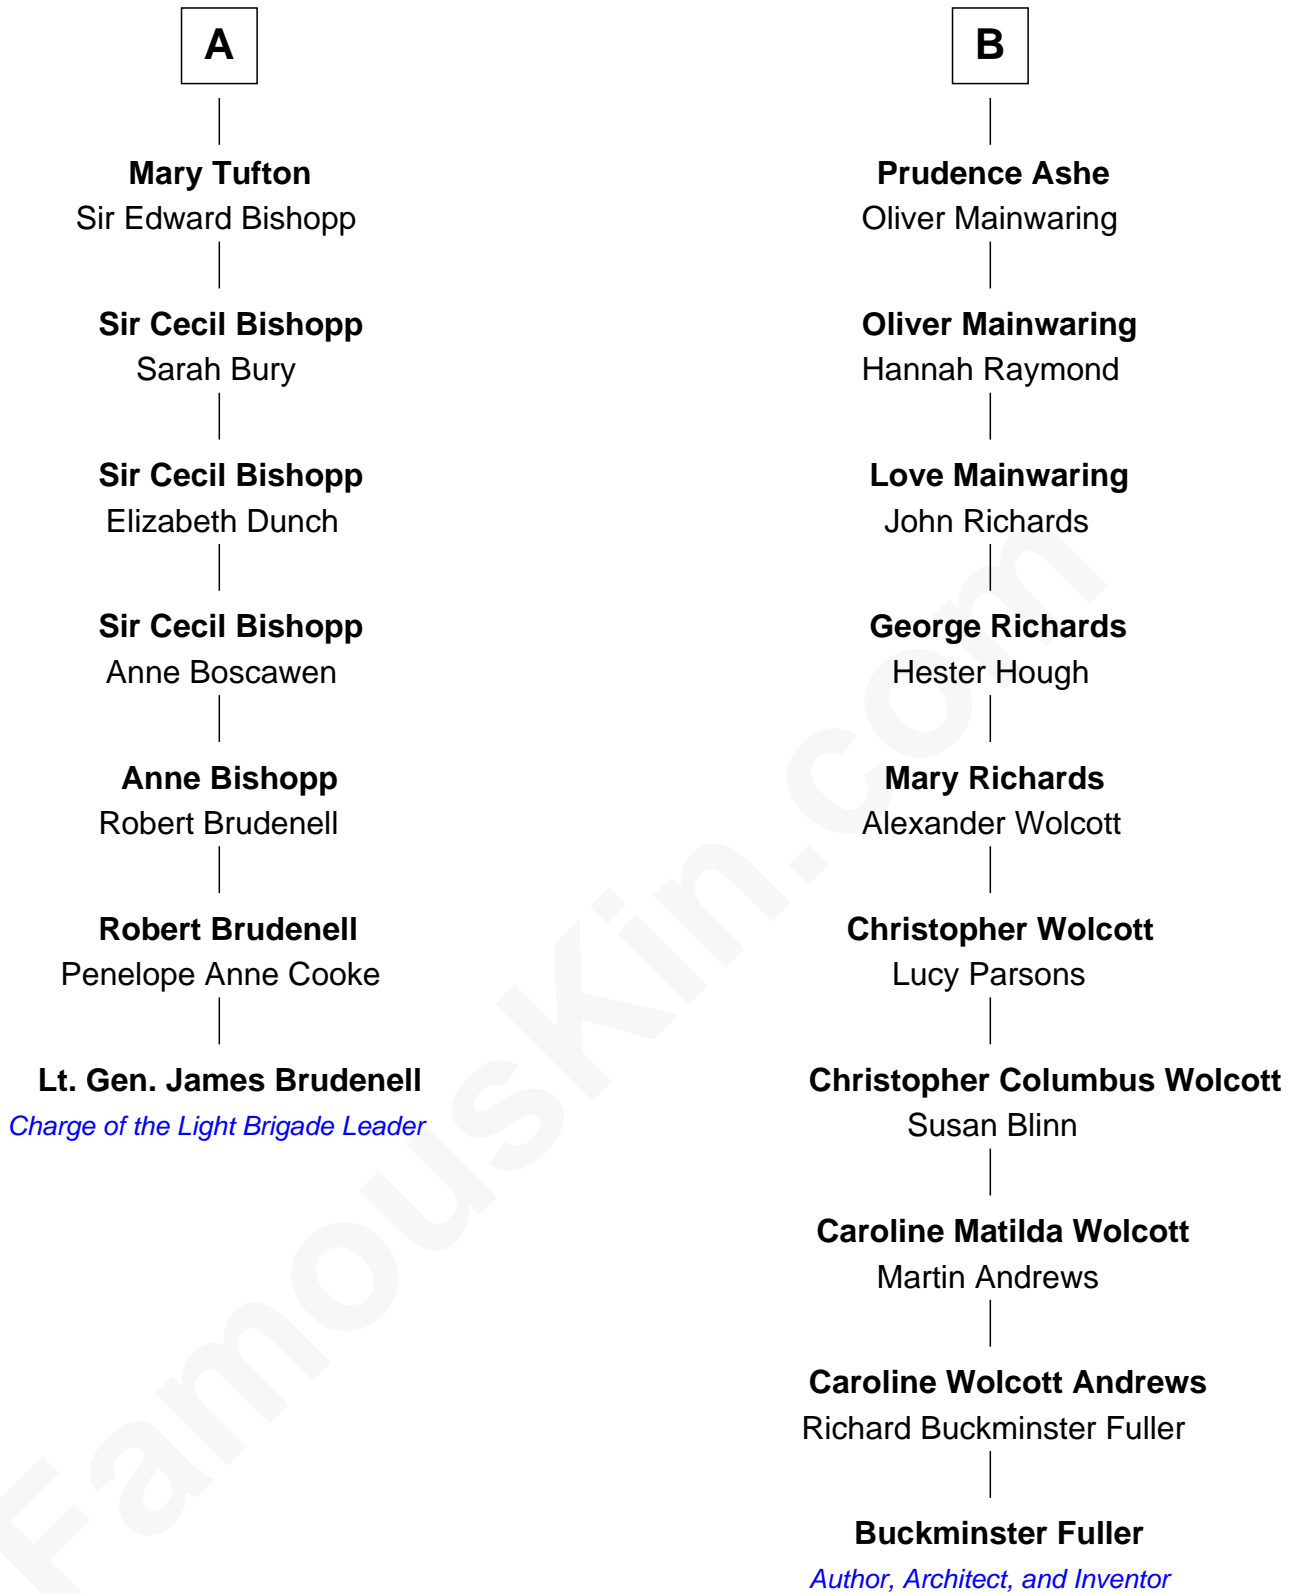 A
Mary Tufton
Sir Edward Bishopp
Sir Cecil Bishopp
Sarah Bury
Sir Cecil Bishopp
Elizabeth Dunch
Sir Cecil Bishopp
Anne Boscawen
Anne Bishopp
Robert Brudenell
Robert Brudenell
Penelope Anne Cooke
Lt. Gen. James Brudenell
Charge of the Light Brigade Leader
B
Prudence Ashe
Oliver Mainwaring
Oliver Mainwaring
Hannah Raymond
Love Mainwaring
John Richards
George Richards
Hester Hough
Mary Richards
Alexander Wolcott
Christopher Wolcott
Lucy Parsons
Christopher Columbus Wolcott
Susan Blinn
Caroline Matilda Wolcott
Martin Andrews
Caroline Wolcott Andrews
Richard Buckminster Fuller
Buckminster Fuller
Author, Architect, and Inventor
FamousKin.com